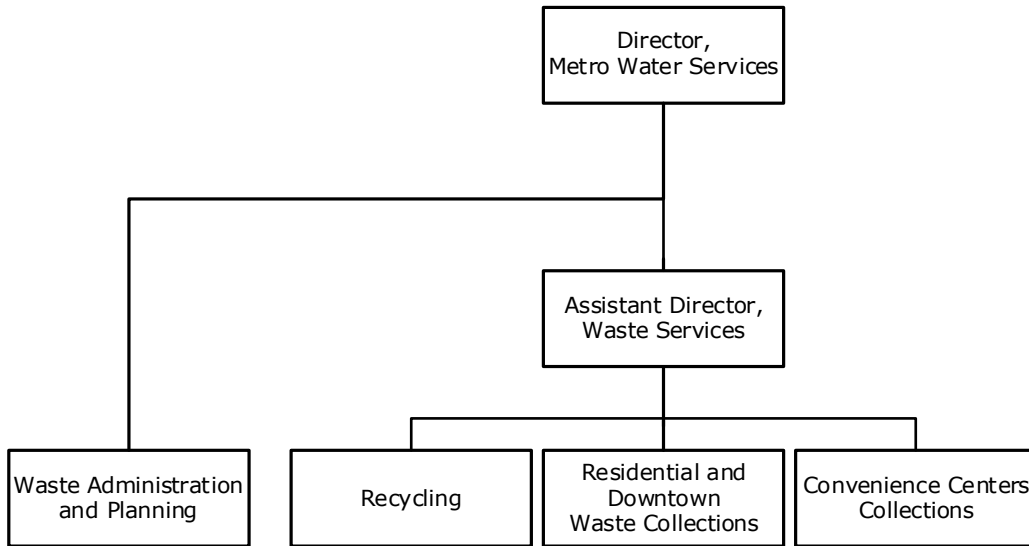 Director,
Metro Water Services
Assistant Director,
Waste Services
Waste Administration
and Planning
Recycling
Residential and
Downtown
Waste Collections
Convenience Centers
Collections